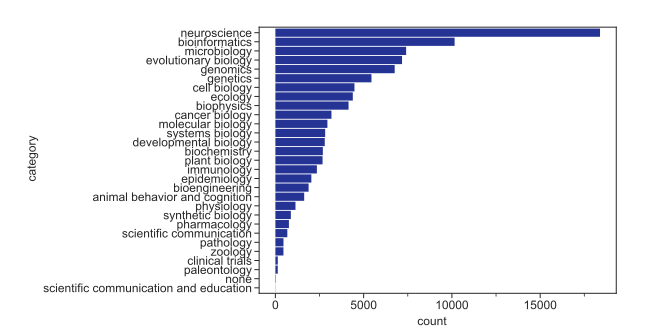 neuroscience
bioinformatics
microbiology
evolutionary biology
genomics
genetics
cell biology
ecology
biophysics
cancer biology
molecular biology
systems biology
developmental biology
biochemistry
plant biology
immunology
epidemiology
bioengineering
animal behavior and cognition
physiology
synthetic biology
pharmacology
scientific communication
pathology
zoology
clinical trials
paleontology
none
scientific communication and education
category
0 5000 10000 15000
count